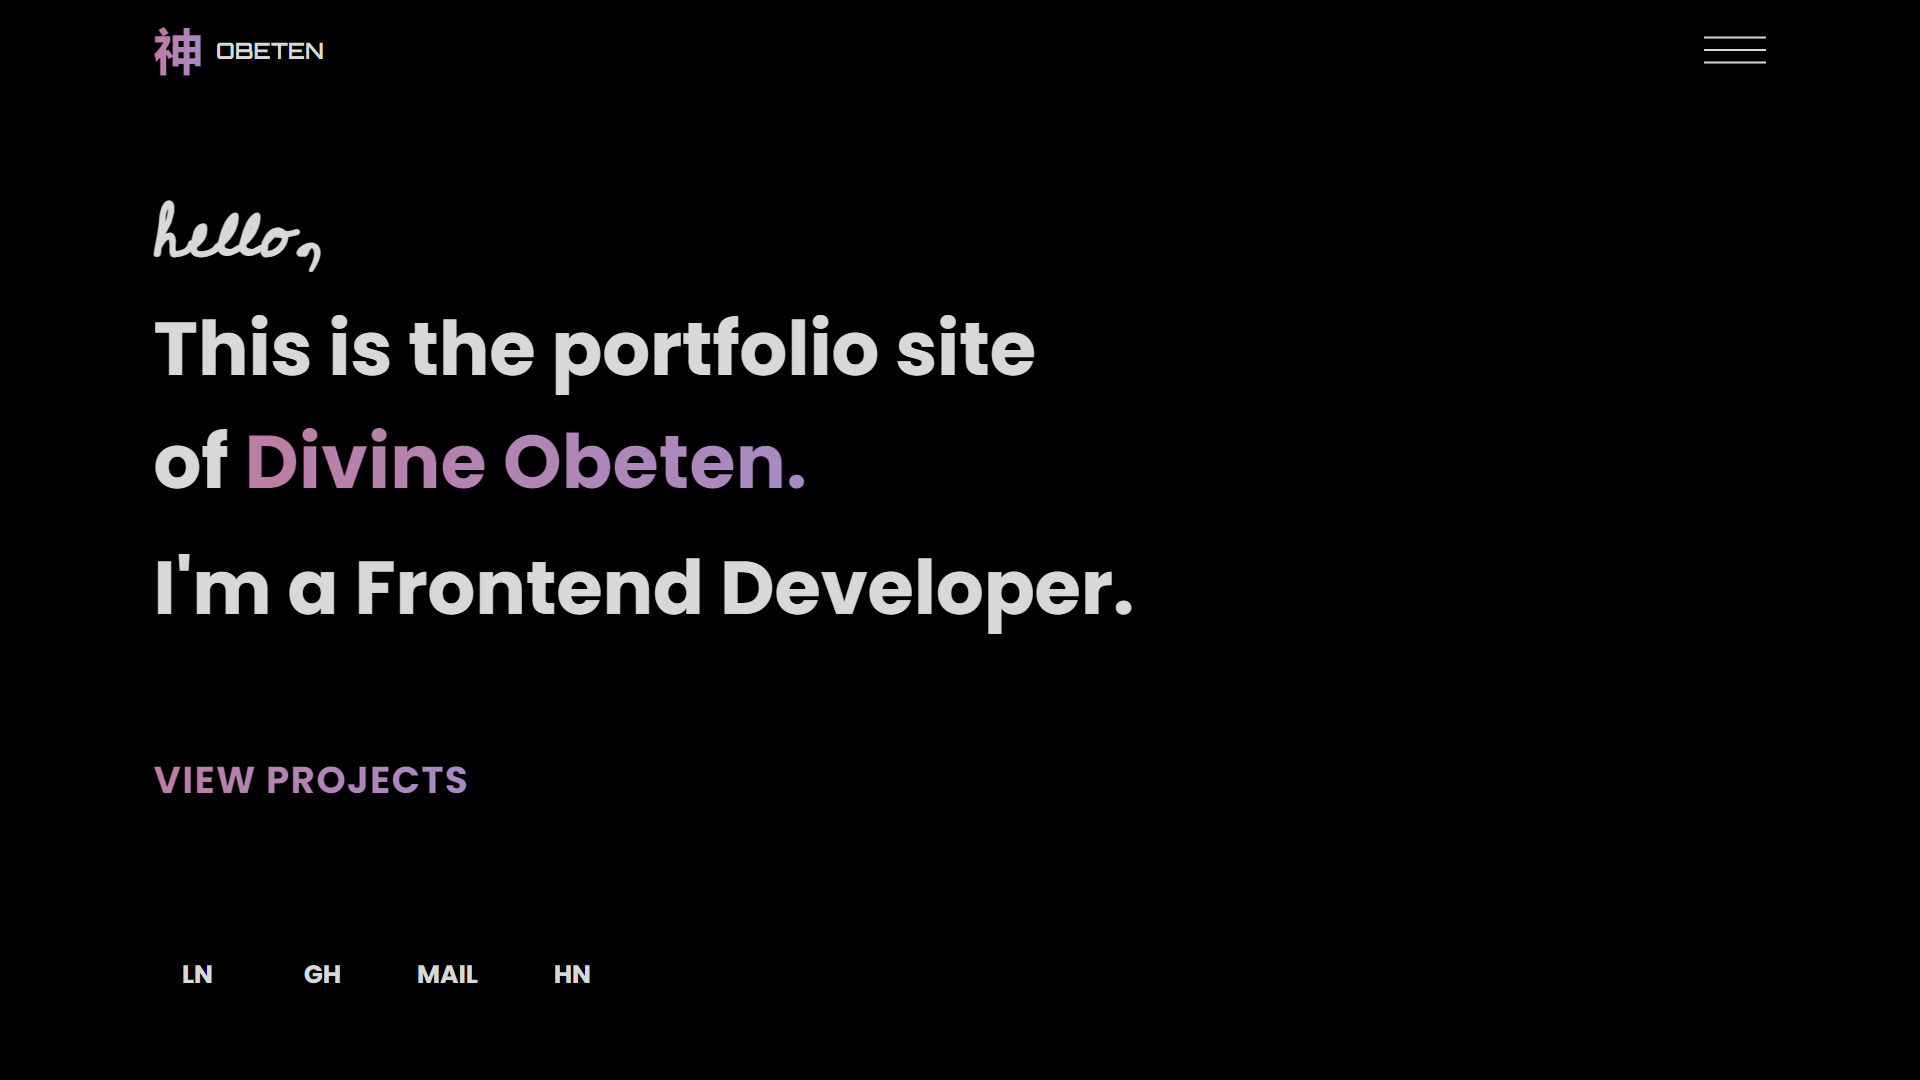 神 OBETEN
hello,
This is the portfolio site
of Divine Obeten.
I'm a Frontend Developer.
VIEW PROJECTS
LN GH MAIL HN